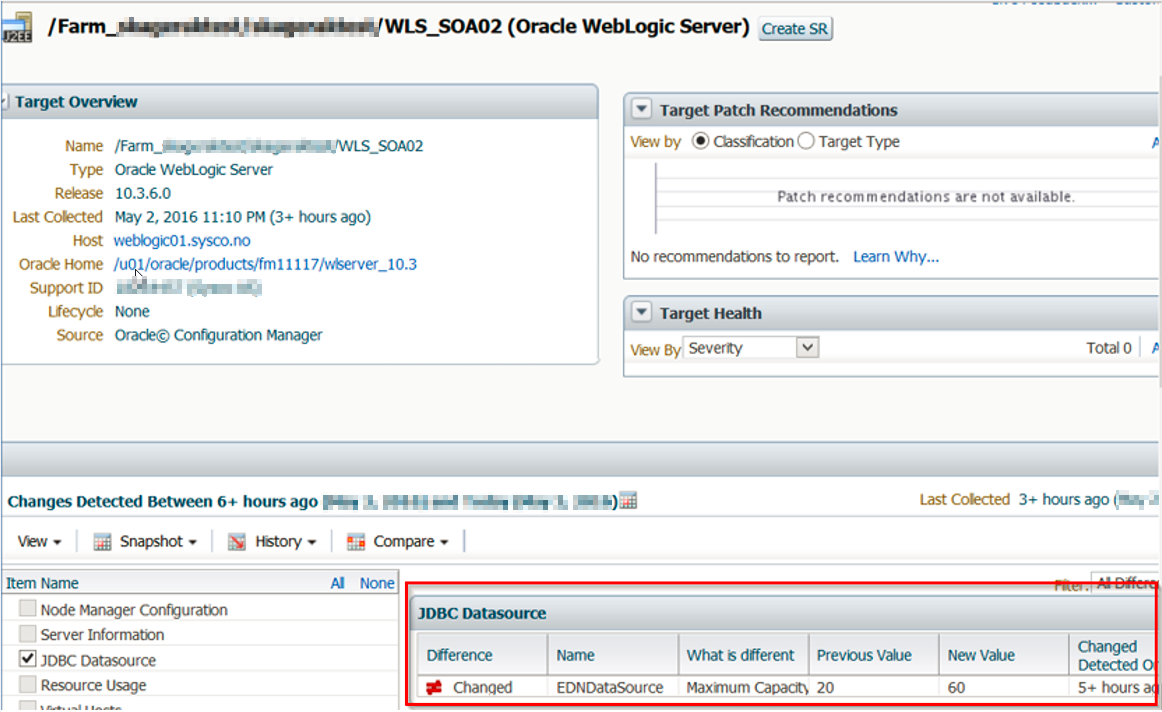 J2EE
/Farm_ /WLS_SOA02 (Oracle WebLogic Server) Create SR
Target Overview
Name /Farm_ /WLS_SOA02
Type Oracle WebLogic Server
Release 10.3.6.0
Last Collected May 2, 2016 11:10 PM (3+ hours ago)
Host weblogic01.sysco.no
Oracle Home /u01/oracle/products/fm11117/wlserver_10.3
Support ID
Lifecycle None
Source Oracle© Configuration Manager
Target Patch Recommendations
View by Classification Target Type
Patch recommendations are not available.
No recommendations to report. Learn Why...
Target Health
View By Severity Total 0
Changes Detected Between 6+ hours ago
Last Collected 3+ hours ago
View Snapshot History Compare
Item Name All None
Node Manager Configuration
Server Information
JDBC Datasource
Resource Usage
Virtual Hosts
Filter: All Differe
JDBC Datasource
Difference Name What is different Previous Value New Value Changed Detected On
Changed EDNDataSource Maximum Capacity 20 60 5+ hours ag